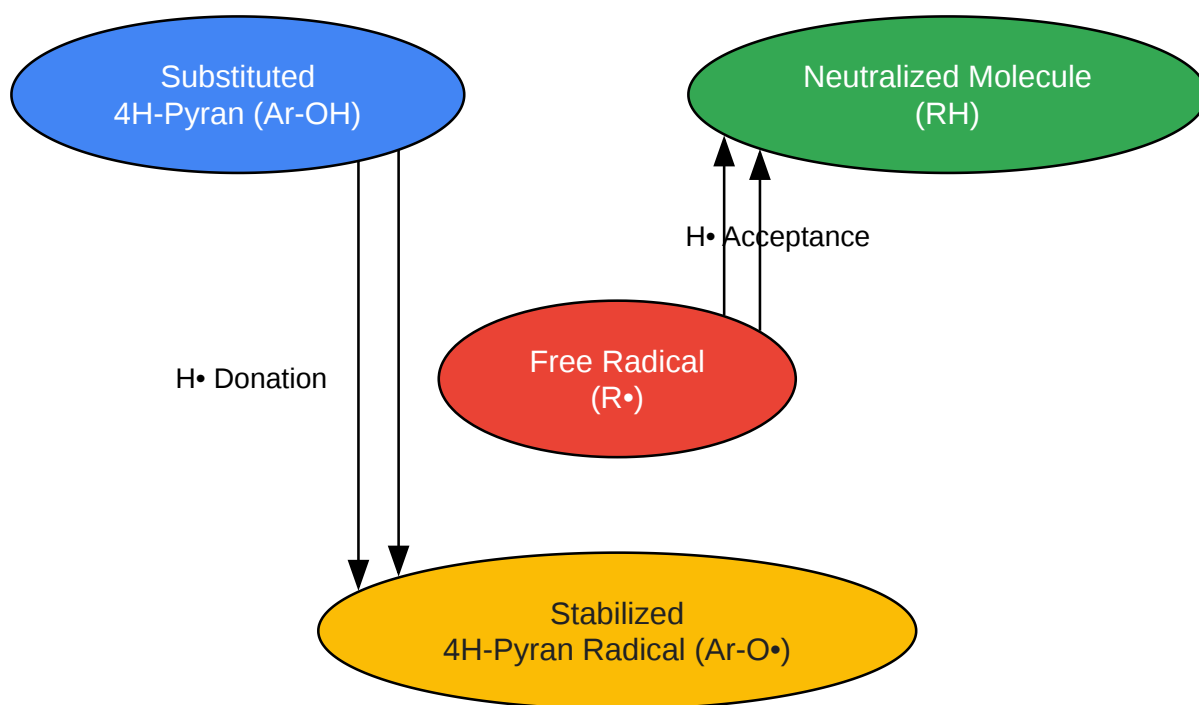 Substituted
4H-Pyran (Ar-OH)
Neutralized Molecule
(RH)
H• Acceptance
Free Radical
(R•)
H• Donation
Stabilized
4H-Pyran Radical (Ar-O•)